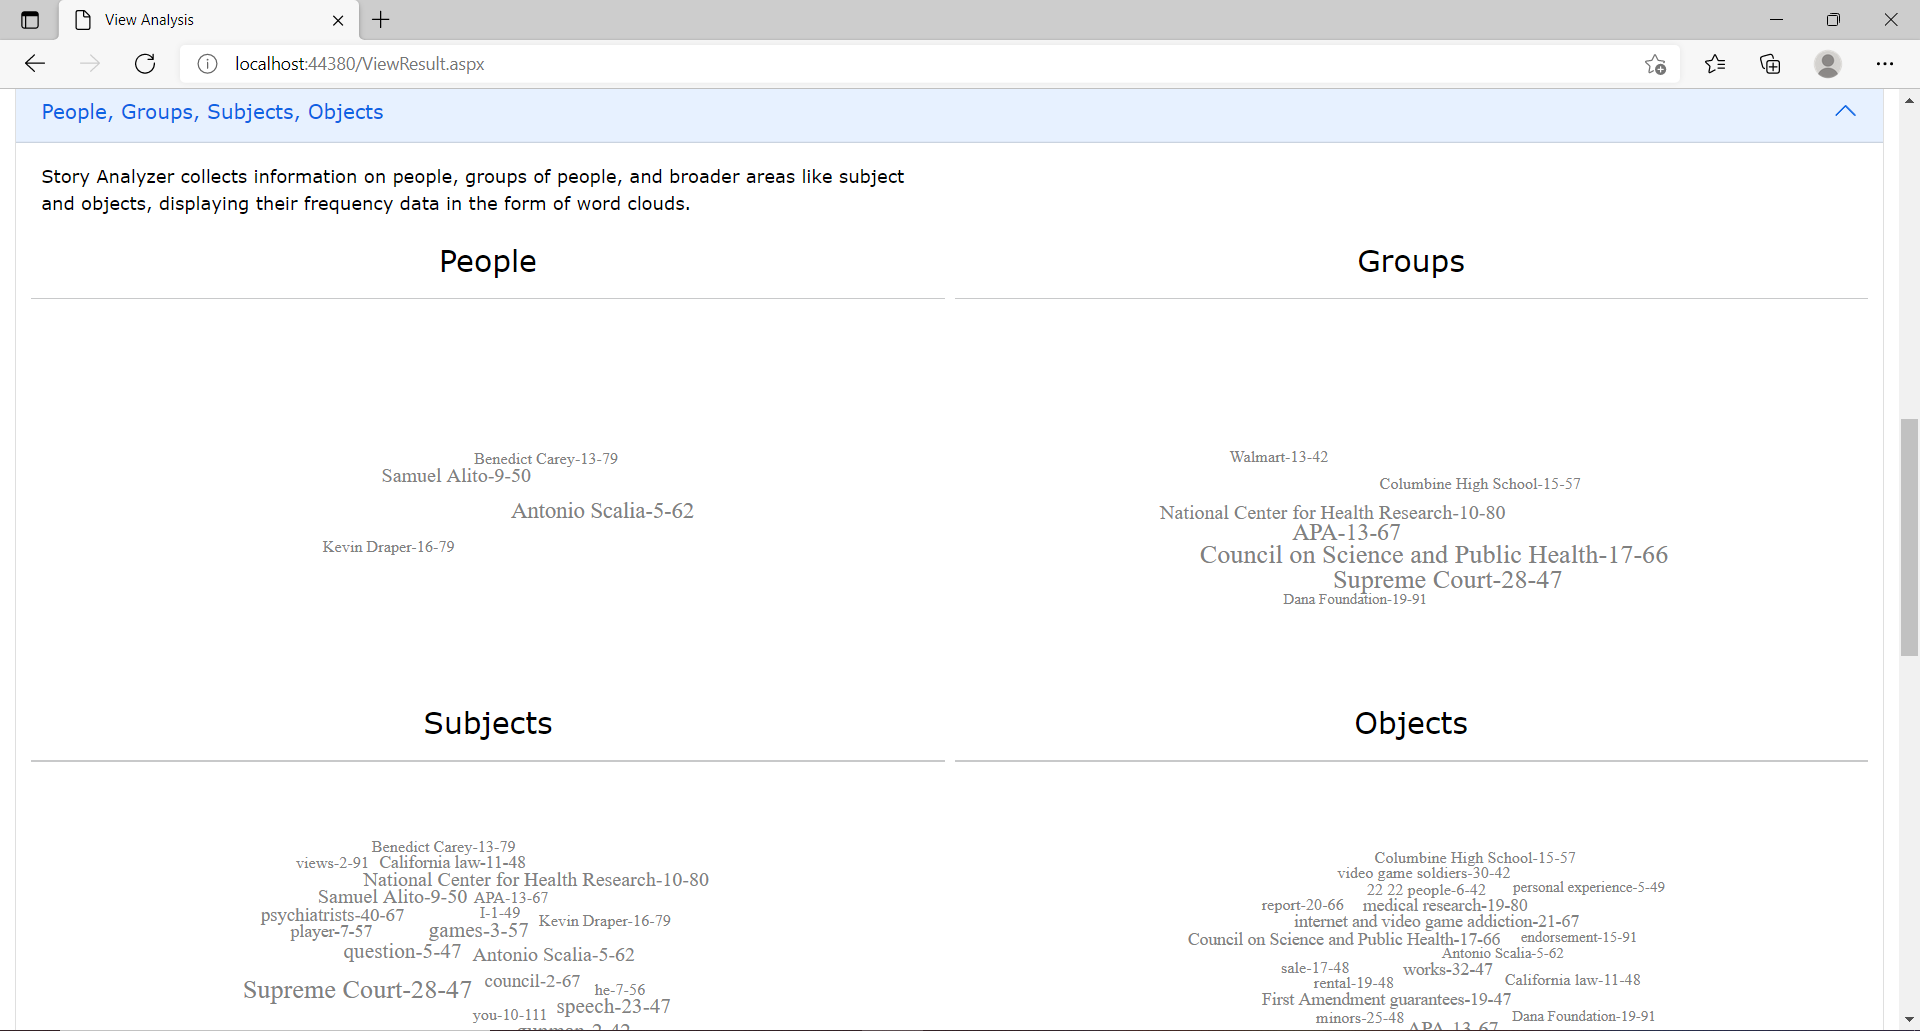 View Analysis
localhost:44380/ViewResult.aspx
People, Groups, Subjects, Objects
Story Analyzer collects information on people, groups of people, and broader areas like subject
and objects, displaying their frequency data in the form of word clouds.
People
Groups
Benedict Carey-13-79
Samuel Alito-9-50
Antonio Scalia-5-62
Kevin Draper-16-79
Walmart-13-42
Columbine High School-15-57
National Center for Health Research-10-80
APA-13-67
Council on Science and Public Health-17-66
Supreme Court-28-47
Dana Foundation-19-91
Subjects
Objects
Benedict Carey-13-79
views-2-91 California law-11-48
National Center for Health Research-10-80
Samuel Alito-9-50 APA-13-67
psychiatrists-40-67 I-1-49 Kevin Draper-16-79
player-7-57 games-3-57
question-5-47 Antonio Scalia-5-62
Supreme Court-28-47 council-2-67 he-7-56
you-10-111 speech-23-47
gunman-2-42
Columbine High School-15-57
video game soldiers-30-42
22 22 people-6-42 personal experience-5-49
report-20-66 medical research-19-80
internet and video game addiction-21-67
Council on Science and Public Health-17-66 endorsement-15-91
Antonio Scalia-5-62
sale-17-48 works-32-47
rental-19-48 California law-11-48
First Amendment guarantees-19-47
minors-25-48 APA-13-67 Dana Foundation-19-91